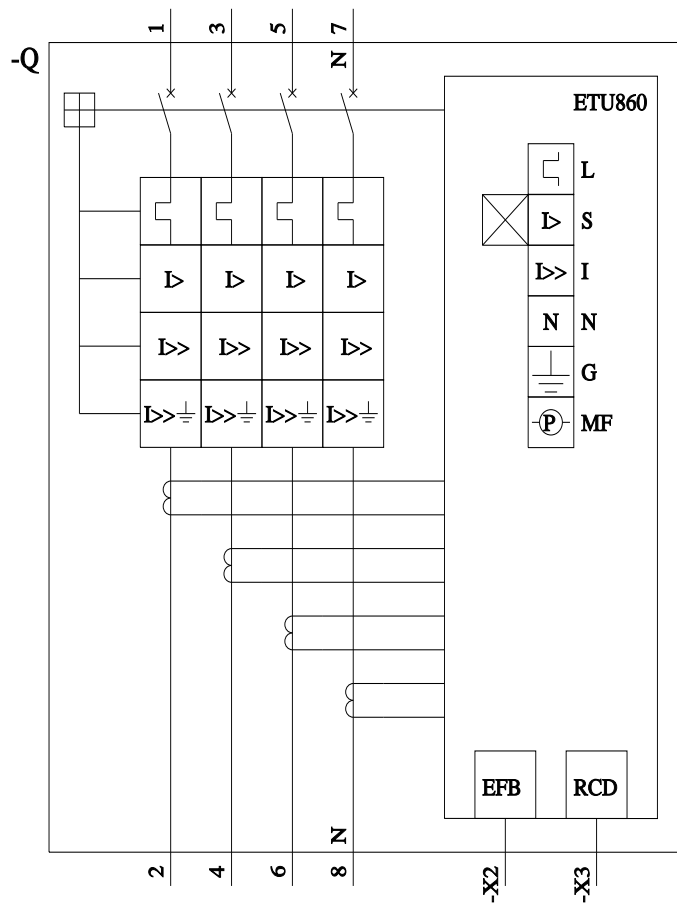 1 3 5 7
-Q N
ETU860
L
I> I> I> I> I> S
I>> I
N N
I>> I>> I>> I>>
G
I>> I>> I>> I>>
P MF
EFB RCD
N
2 4 6 8 -X2 -X3